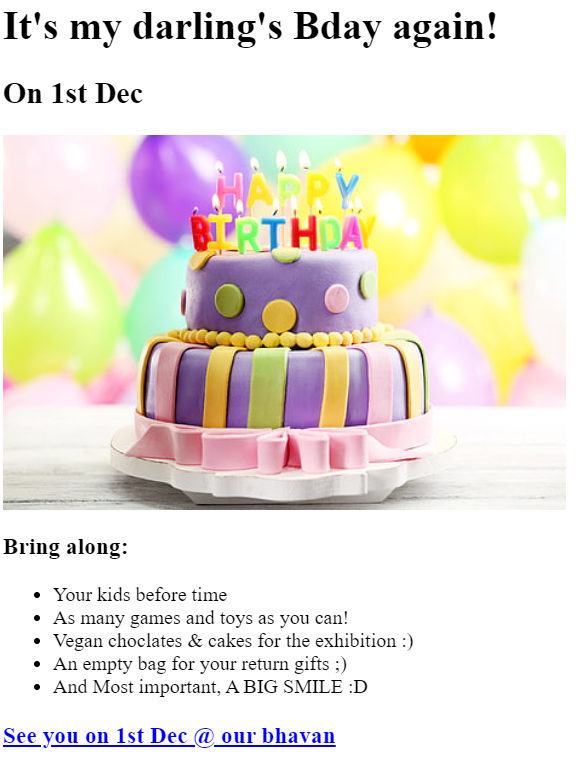 It's my darling's Bday again!
On 1st Dec
HAPPY
BIRTHDAY
Bring along:
• Your kids before time
• As many games and toys as you can!
• Vegan choclates & cakes for the exhibition :)
• An empty bag for your return gifts ;)
• And Most important, A BIG SMILE :D
See you on 1st Dec @ our bhavan